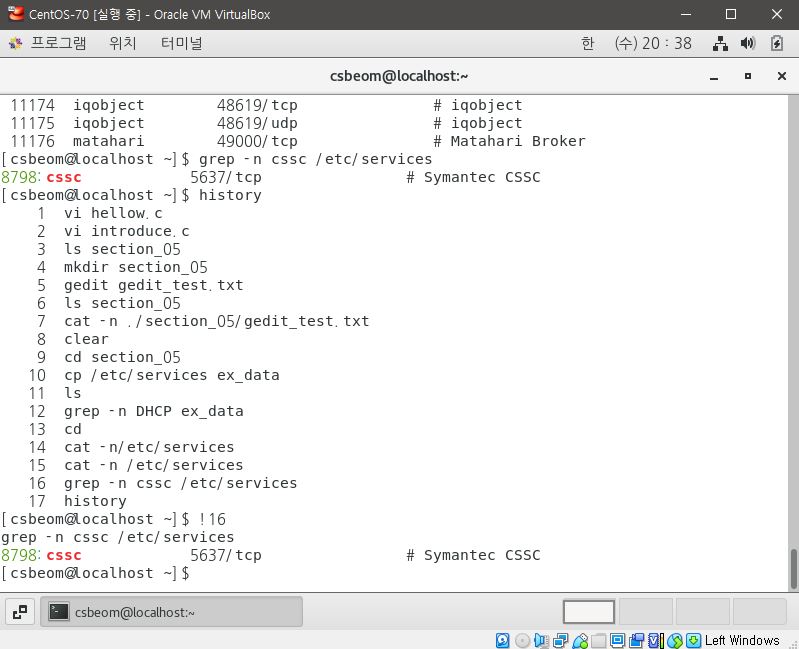 CentOS-70 [실행 중] - Oracle VM VirtualBox
프로그램 위치 터미널 한 (수) 20 : 38
csbeom@localhost:~
11174 iqobject 48619/tcp # iqobject
11175 iqobject 48619/udp # iqobject
11176 matahari 49000/tcp # Matahari Broker
[csbeom@localhost ~]$ grep -n cssc /etc/services
8798:cssc 5637/tcp # Symantec CSSC
[csbeom@localhost ~]$ history
1 vi hellow.c
2 vi introduce.c
3 ls section_05
4 mkdir section_05
5 gedit gedit_test.txt
6 ls section_05
7 cat -n ./section_05/gedit_test.txt
8 clear
9 cd section_05
10 cp /etc/services ex_data
11 ls
12 grep -n DHCP ex_data
13 cd
14 cat -n/etc/services
15 cat -n /etc/services
16 grep -n cssc /etc/services
17 history
[csbeom@localhost ~]$ !16
grep -n cssc /etc/services
8798:cssc 5637/tcp # Symantec CSSC
[csbeom@localhost ~]$
csbeom@localhost:~
Left Windows